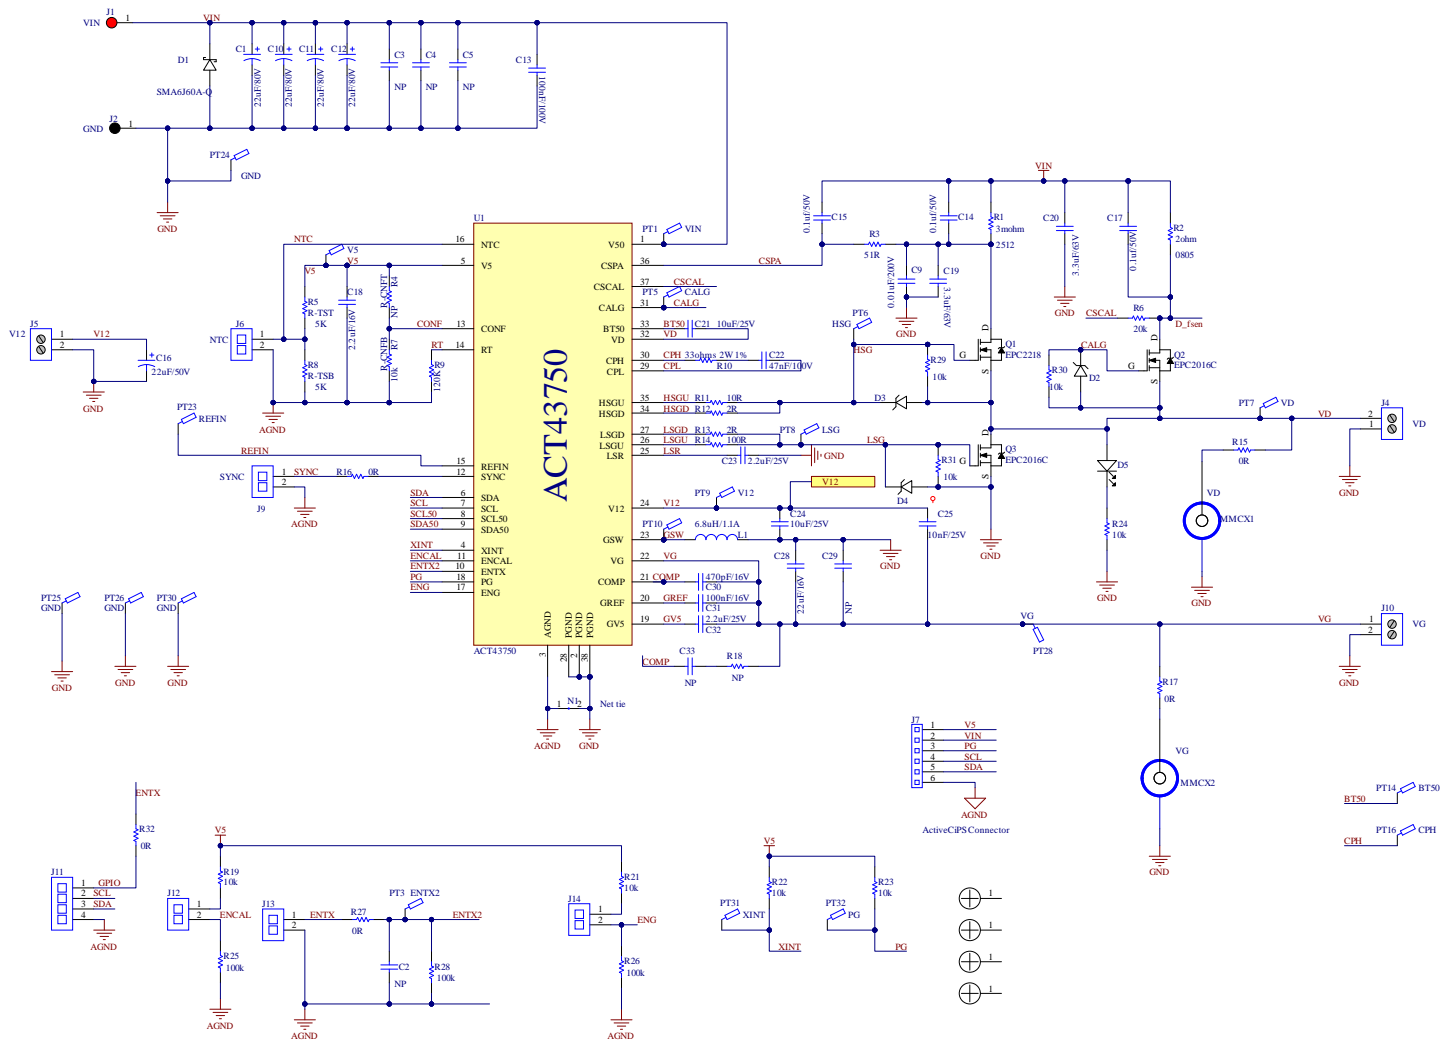 J1
VIN
1
VIN
D1
SMA6J60A-Q
C1
22uF/80V
C10
22uF/80V
C11
22uF/80V
C12
22uF/80V
C3
NP
C4
NP
C5
NP
C13
100nF/100V
J2
GND
1
PT24
GND
GND
U1
ACT43750
ACT43750
16
NTC
5
V5
13
CONF
14
RT
15
REFIN
12
SYNC
6
SDA
7
SCL
8
SCL50
9
SDA50
4
XINT
11
ENCAL
10
ENTX
18
PG
17
ENG
V50
1
CSPA
36
CSCAL
37
CALG
31
BT50
33
VD
32
CPH
30
CPL
29
HSGU
35
HSGD
34
LSGD
27
LSGU
26
LSR
25
V12
24
GSW
23
VG
22
COMP
21
GREF
20
GV5
19
AGND
3
PGND
28
PGND
2
PGND
38
NTC
V5
V5
V5
R5
R-TST
5K
R8
R-TSB
5K
C18
2.2uF/16V
R_CNFT
R4
NP
R_CNFB
R7
10k
CONF
RT
R9
120K
AGND
J6
NTC
1
2
J5
V12
1
2
V12
C16
22uF/50V
GND
PT23
REFIN
REFIN
SYNC
J9
1
2
SYNC
R16
0R
AGND
SDA
SCL
SCL50
SDA50
XINT
ENCAL
ENTX2
PG
ENG
PT1
VIN
CSPA
CSCAL
PT5
CALG
CALG
BT50
C21
10uF/25V
VD
CPH
33ohms 2W 1%
R10
C22
47nF/100V
CPL
HSGU
R11
10R
HSGD
R12
2R
LSGD
R13
2R
LSGU
R14
100R
LSR
C23
2.2uF/25V
GND
PT8
LSG
LSG
V12
PT9
V12
V12
PT10
GSW
6.8uH/1.1A
L1
C24
10uF/25V
C25
10nF/25V
GND
VG
C28
22uF/16V
C29
NP
COMP
470pF/16V
C30
GREF
100nF/16V
C31
GV5
2.2uF/25V
C32
COMP
C33
NP
R18
NP
1
N1
2
Net tie
AGND
GND
VIN
0.1uf/50V
C15
R3
51R
0.1uf/50V
C14
R1
3mohm
2512
C9
0.01uF/200V
C19
3.3uF/63V
GND
C20
3.3uF/63V
GND
C17
0.1uf/50V
R2
2ohm
0805
CSCAL
R6
20k
D_fsen
PT6
HSG
HSG
R29
10k
D3
Q1
EPC2218
D
G
S
R30
10k
CALG
D2
Q2
EPC2016C
D
G
S
R31
10k
D4
Q3
EPC2016C
D
G
S
GND
D5
R24
10k
GND
PT7
VD
VD
R15
0R
VD
MMCX1
GND
J4
2
1
VD
GND
VG
PT28
VG
J10
1
2
VG
GND
R17
0R
VG
MMCX2
GND
PT25
GND
GND
PT26
GND
GND
PT30
GND
GND
J7
1
V5
2
VIN
3
PG
4
SCL
5
SDA
6
AGND
ActiveCiPS Connector
PT14
BT50
BT50
PT16
CPH
CPH
ENTX
R32
0R
J11
1
GPIO
2
SCL
3
SDA
4
AGND
V5
R19
10k
J12
1
2
ENCAL
R25
100k
AGND
J13
1
2
ENTX
R27
0R
PT3
ENTX2
ENTX2
C2
NP
R28
100k
AGND
J14
1
2
R21
10k
ENG
R26
100k
AGND
V5
R22
10k
R23
10k
PT31
XINT
XINT
PT32
PG
PG
1
1
1
1